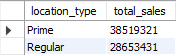 location_type total_sales
Prime 38519321
Regular 28653431